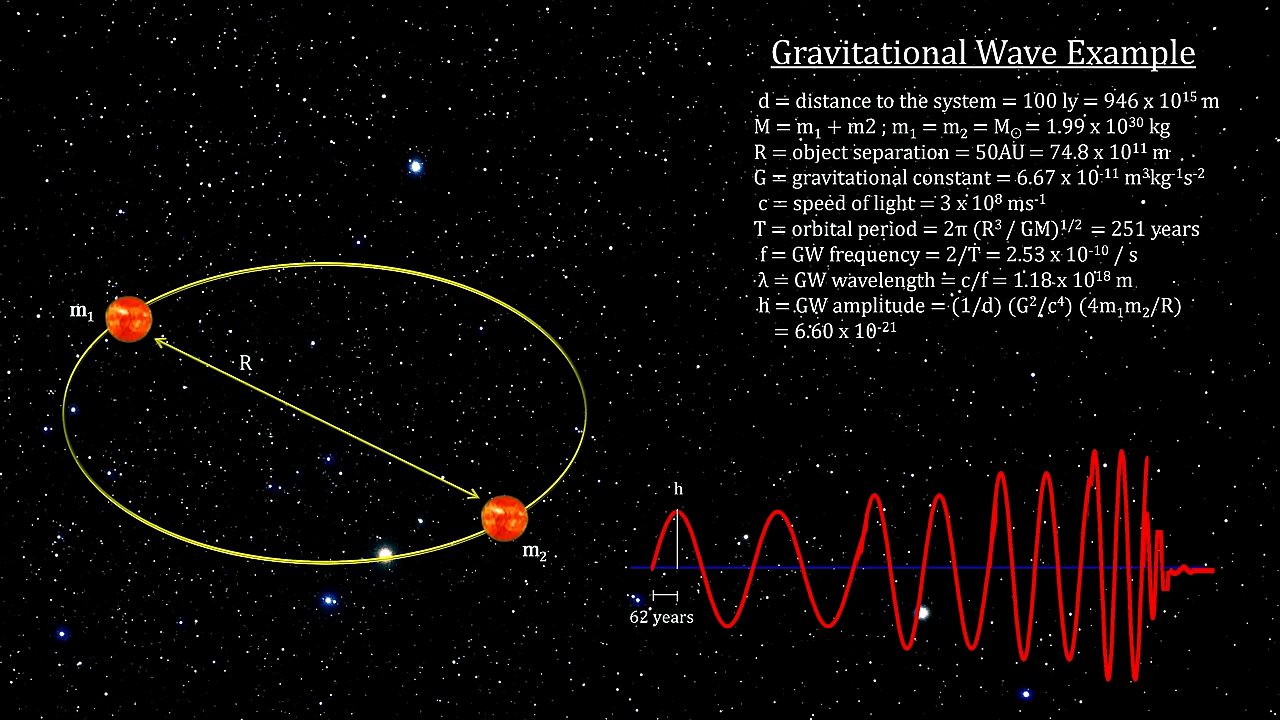 Gravitational Wave Example
d = distance to the system = 100 ly = 946 x 10¹⁵ m
M = m₁ + m2 ; m₁ = m₂ = M☉ = 1.99 x 10³⁰ kg
R = object separation = 50AU = 74.8 x 10¹¹ m
G = gravitational constant = 6.67 x 10⁻¹¹ m³kg⁻¹s⁻²
c = speed of light = 3 x 10⁸ ms⁻¹
T = orbital period = 2π (R³ / GM)¹ᐟ² = 251 years
f = GW frequency = 2/T = 2.53 x 10⁻¹⁰ / s
λ = GW wavelength = c/f = 1.18 x 10¹⁸ m
h = GW amplitude = (1/d) (G²/c⁴) (4m₁m₂/R)
= 6.60 x 10⁻²¹
m₁
R
m₂
h
62 years